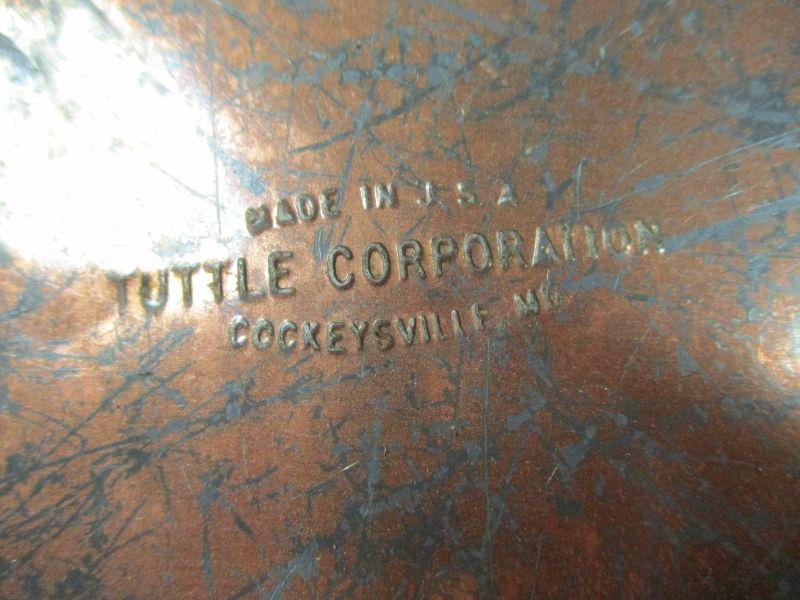 MADE IN U.S.A
TUTTLE CORPORATION
COCKEYSVILLE, MD.